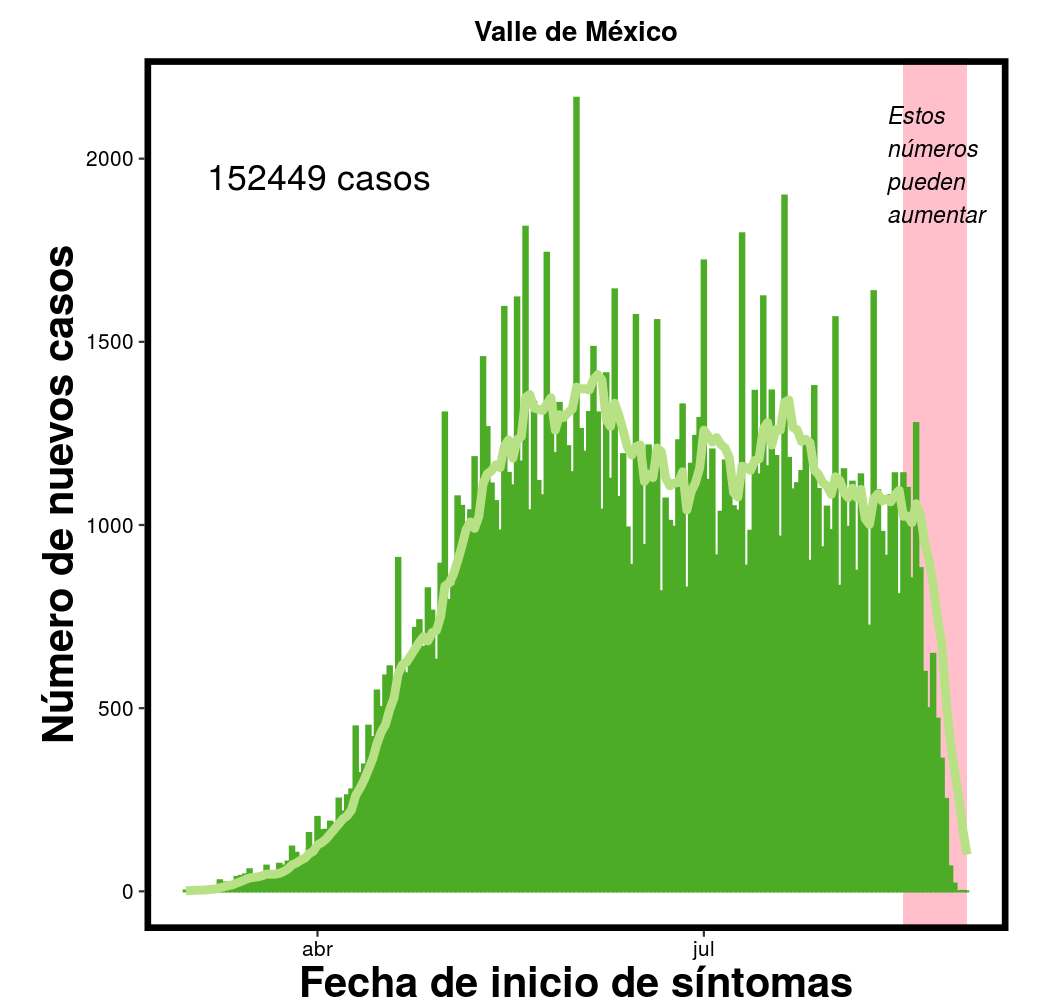 Valle de México
Estos
números
pueden
aumentar
152449 casos
Número de nuevos casos
2000
1500
1000
500
0
abr
jul
Fecha de inicio de síntomas